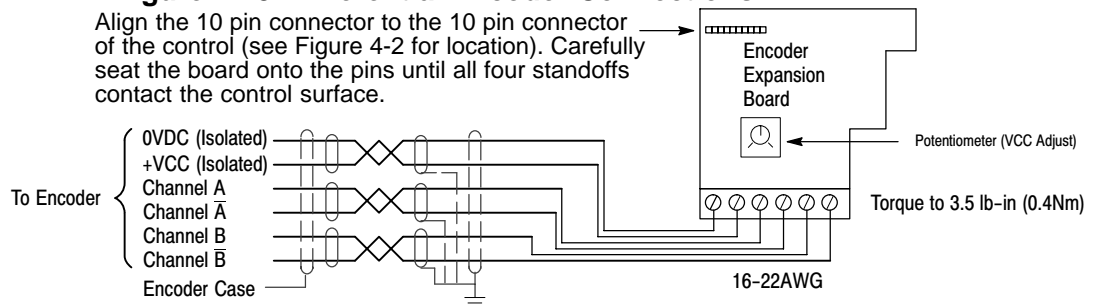 Align the 10 pin connector to the 10 pin connector
of the control (see Figure 4-2 for location). Carefully
seat the board onto the pins until all four standoffs
contact the control surface.
Encoder
Expansion
Board
Potentiometer (VCC Adjust)
Torque to 3.5 lb-in (0.4Nm)
16-22AWG
To Encoder
0VDC (Isolated)
+VCC (Isolated)
Channel A
Channel A̅
Channel B
Channel B̅
Encoder Case